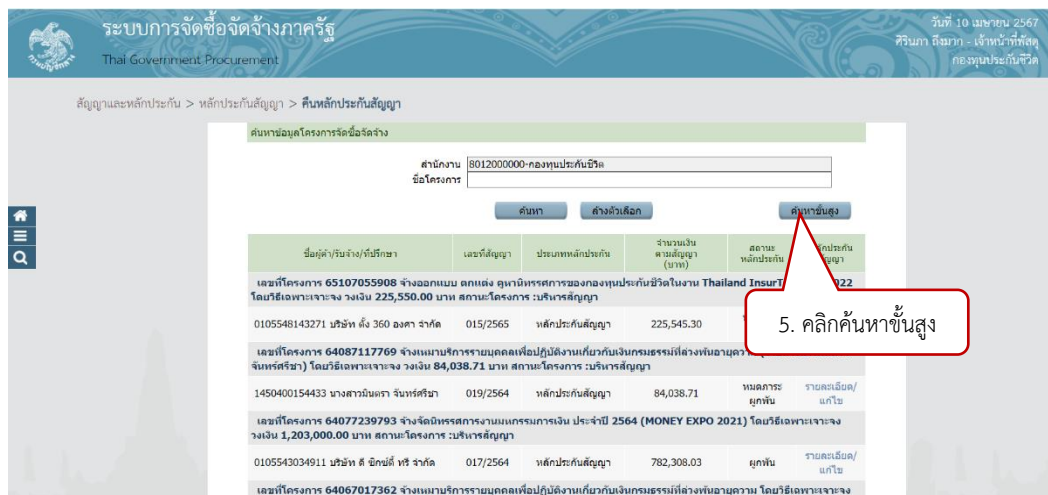 ระบบการจัดซื้อจัดจ้างภาครัฐ
Thai Government Procurement
วันที่ 10 เมษายน 2567
ศิรินภา ถึงมาก - เจ้าหน้าที่พัสดุ
กองทุนประกันชีวิต
สัญญาและหลักประกัน > หลักประกันสัญญา > คืนหลักประกันสัญญา
ค้นหาข้อมูลโครงการจัดซื้อจัดจ้าง
สำนักงาน 8012000000-กองทุนประกันชีวิต
ชื่อโครงการ
ค้นหา ล้างตัวเลือก ค้นหาขั้นสูง
ชื่อผู้ค้า/รับจ้าง/ที่ปรึกษา เลขที่สัญญา ประเภทหลักประกัน จำนวนเงิน ตามสัญญา (บาท) สถานะ หลักประกัน
เลขที่โครงการ 65107055908 จ้างออกแบบ ตกแต่ง คูหานิทรรศการของกองทุนประกันชีวิตในงาน Thailand 22
โดยวิธีเฉพาะเจาะจง วงเงิน 225,550.00 บาท สถานะโครงการ :บริหารสัญญา
0105548143271 บริษัท ตั้ง 360 องศา จำกัด 015/2565 หลักประกันสัญญา 225,545.30
5. คลิกค้นหาขั้นสูง
เลขที่โครงการ 64087117769 จ้างเหมาบริการรายบุคคลเพื่อปฏิบัติงานเกี่ยวกับเงินกรมธรรม์ที่ล่วงพ้นอายุความ
จันทร์ศรีชา) โดยวิธีเฉพาะเจาะจง วงเงิน 84,038.71 บาท สถานะโครงการ :บริหารสัญญา
1450400154433 นางสาวมินตรา จันทร์ศรีชา 019/2564 หลักประกันสัญญา 84,038.71 หมดภาระ ผูกพัน รายละเอียด/ แก้ไข
เลขที่โครงการ 64077239793 จ้างจัดนิทรรศการงานมหกรรมการเงิน ประจำปี 2564 (MONEY EXPO 2021) โดยวิธีเฉพาะเจาะจง
วงเงิน 1,203,000.00 บาท สถานะโครงการ :บริหารสัญญา
0105543034911 บริษัท ดี ซิกซ์ตี้ ทรี จำกัด 017/2564 หลักประกันสัญญา 782,308.03 ผูกพัน รายละเอียด/ แก้ไข
เลขที่โครงการ 64067017362 จ้างเหมาบริการรายบุคคลเพื่อปฏิบัติงานเกี่ยวกับเงินกรมธรรม์ที่ล่วงพ้นอายุความ โดยวิธีเฉพาะเจาะจง